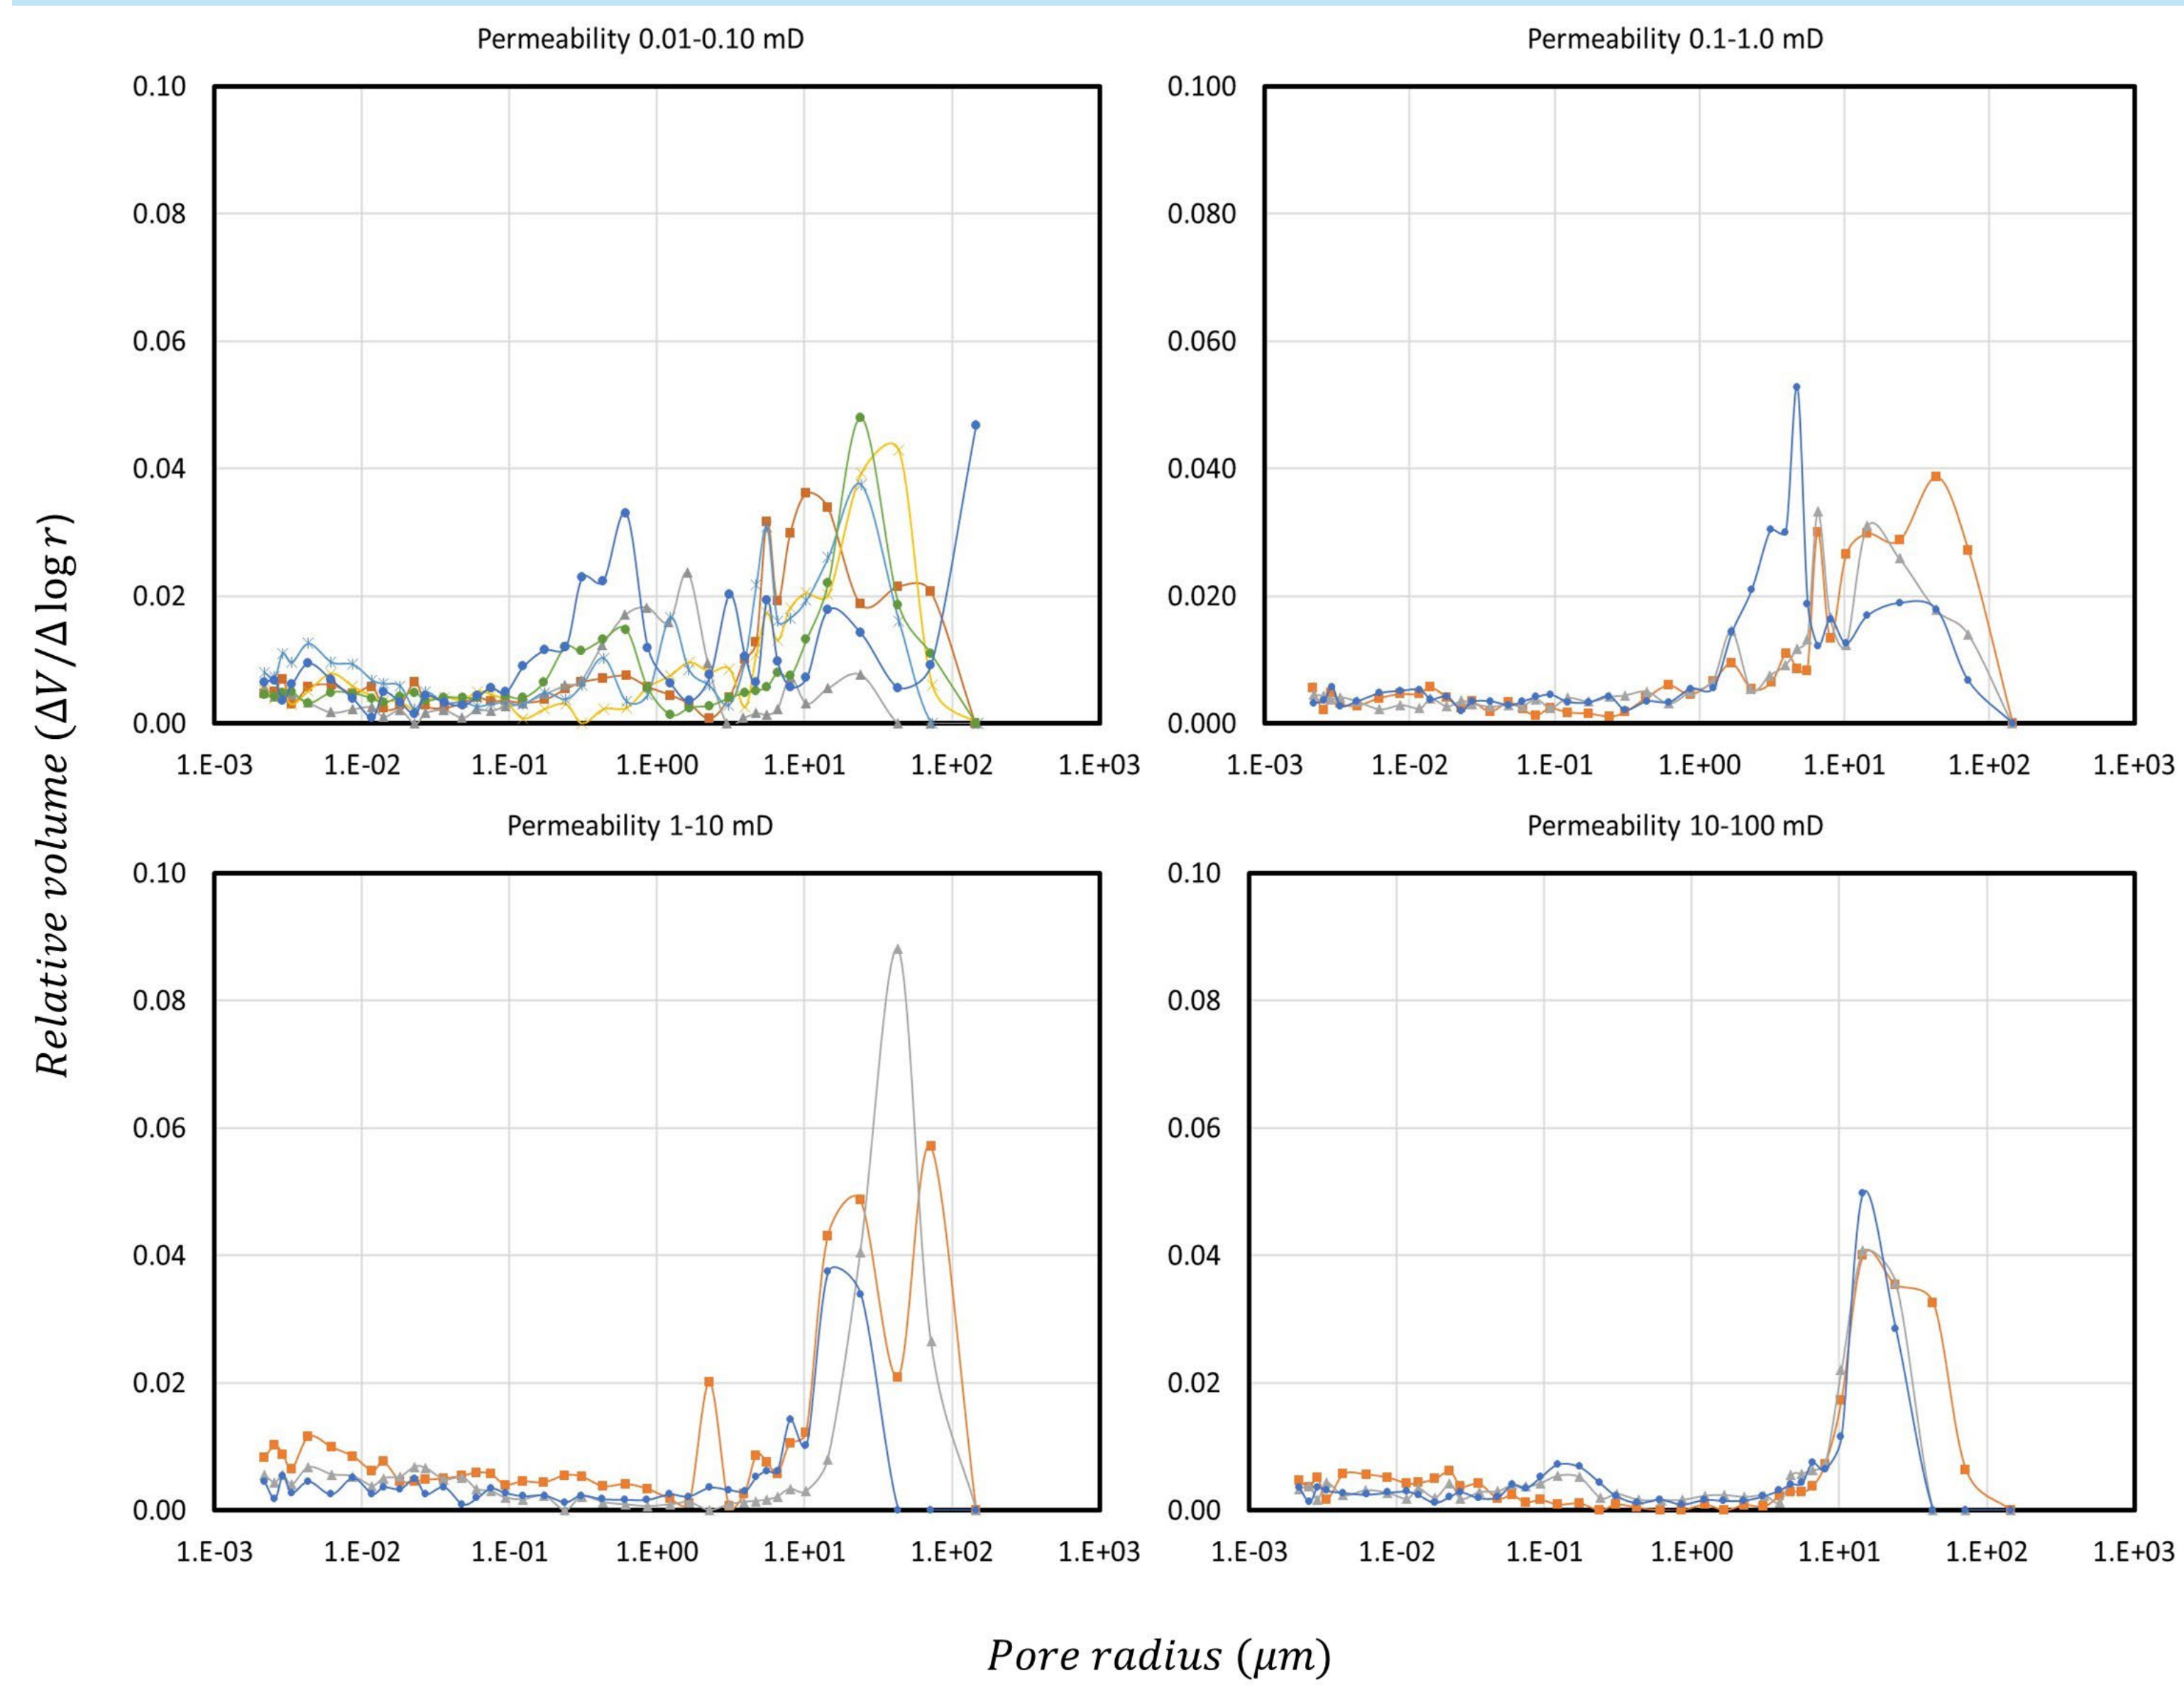 Permeability 0.01-0.10 mD
0.10
0.08
0.06
0.04
0.02
0.00
1.E-03 1.E-02 1.E-01 1.E+00 1.E+01 1.E+02 1.E+03
Permeability 0.1-1.0 mD
0.100
0.080
0.060
0.040
0.020
0.000
1.E-03 1.E-02 1.E-01 1.E+00 1.E+01 1.E+02 1.E+03
Relative volume (ΔV/Δ log r)
Permeability 1-10 mD
0.10
0.08
0.06
0.04
0.02
0.00
1.E-03 1.E-02 1.E-01 1.E+00 1.E+01 1.E+02 1.E+03
Permeability 10-100 mD
0.10
0.08
0.06
0.04
0.02
0.00
1.E-03 1.E-02 1.E-01 1.E+00 1.E+01 1.E+02 1.E+03
Pore radius (μm)